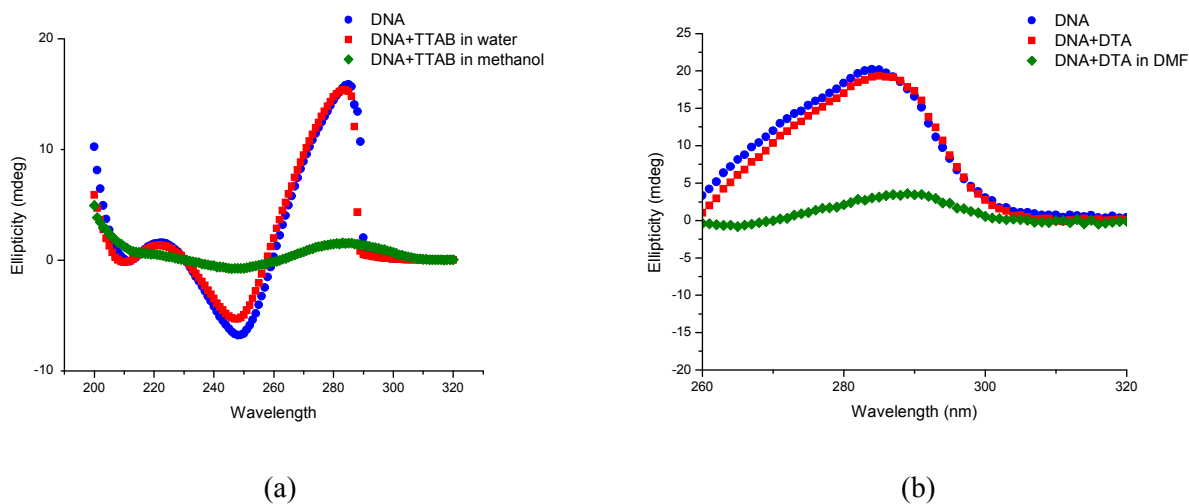 DNA
DNA+TTAB in water
DNA+TTAB in methanol
20
10
0
-10
Ellipticity (mdeg)
200 220 240 260 280 300 320
Wavelength
(a)
DNA
DNA+DTA
DNA+DTA in DMF
25
20
15
10
5
0
-5
-10
-15
-20
Ellipticity (mdeg)
260 280 300 320
Wavelength (nm)
(b)